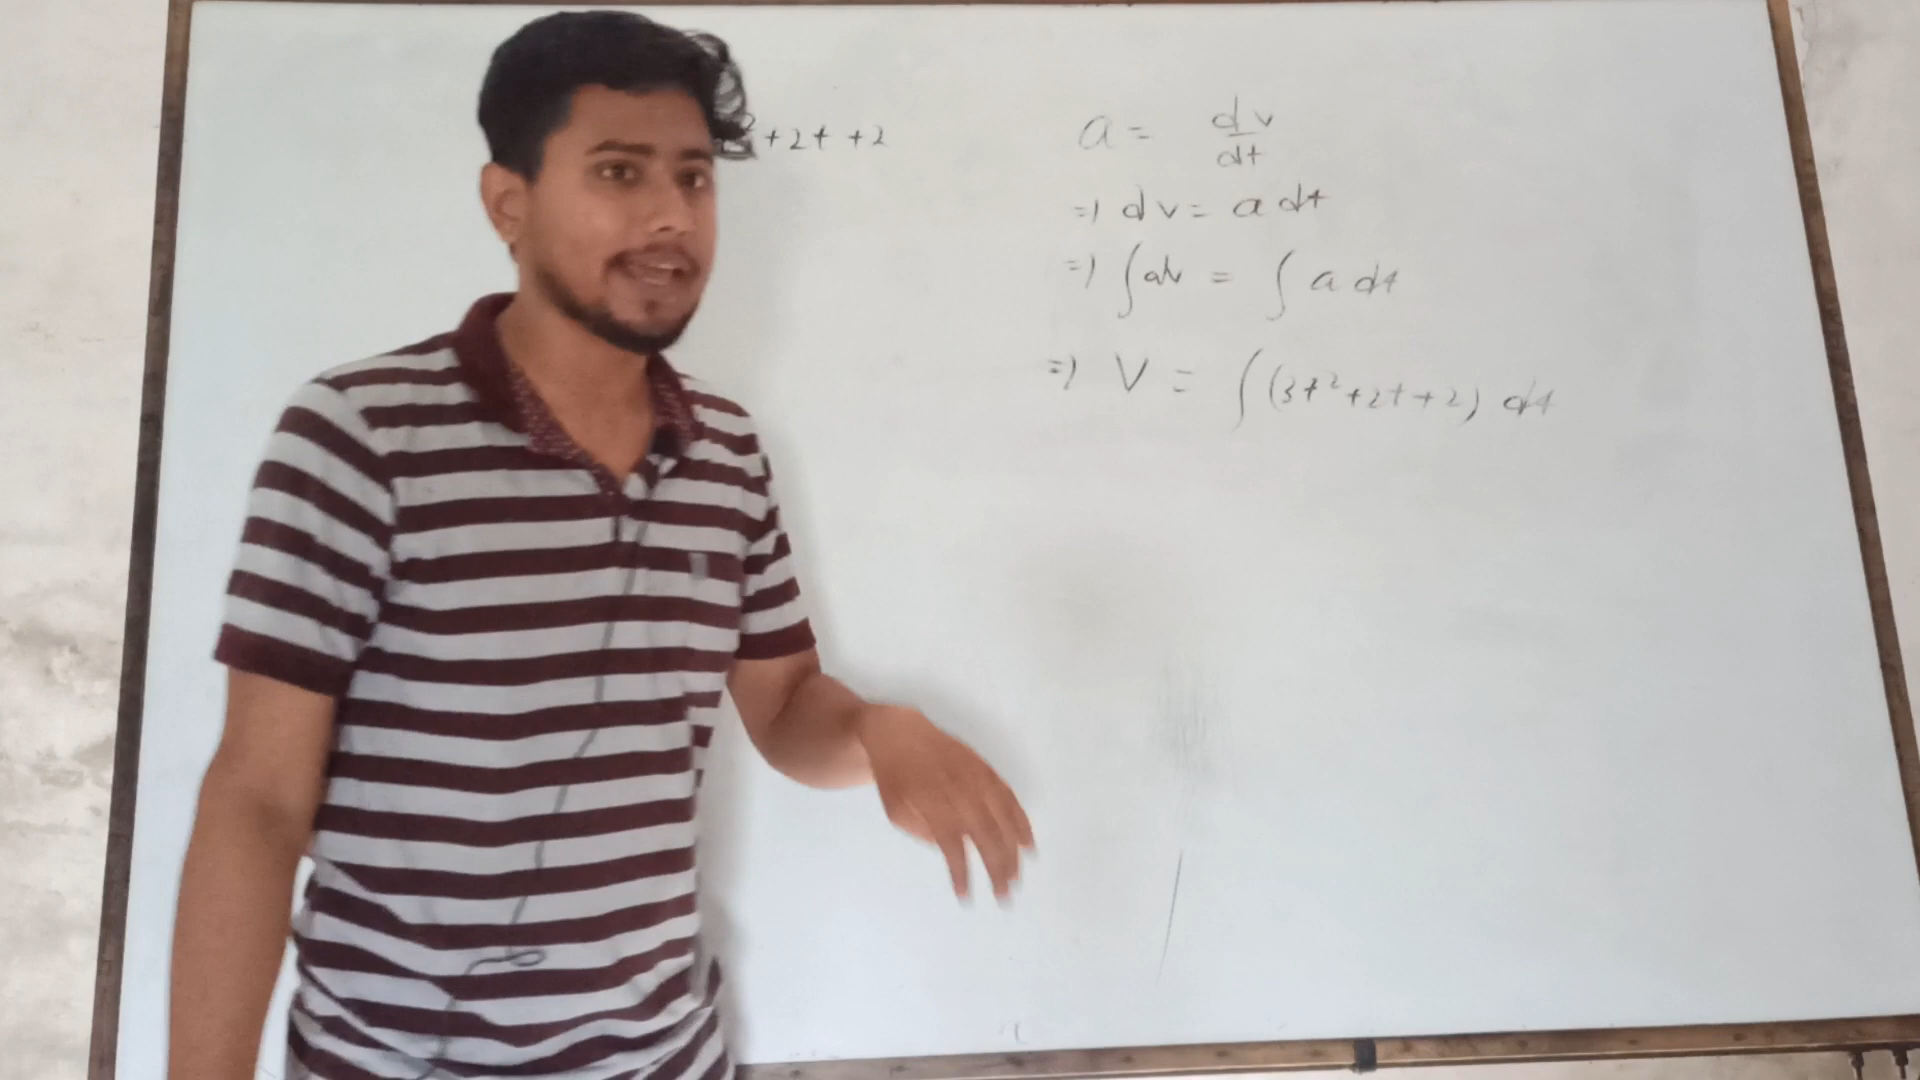 +2t +2
a = dv/dt
=) dv = a dt
=) ∫dv = ∫ a dt
=) V = ∫(3t²+2t+2) dt